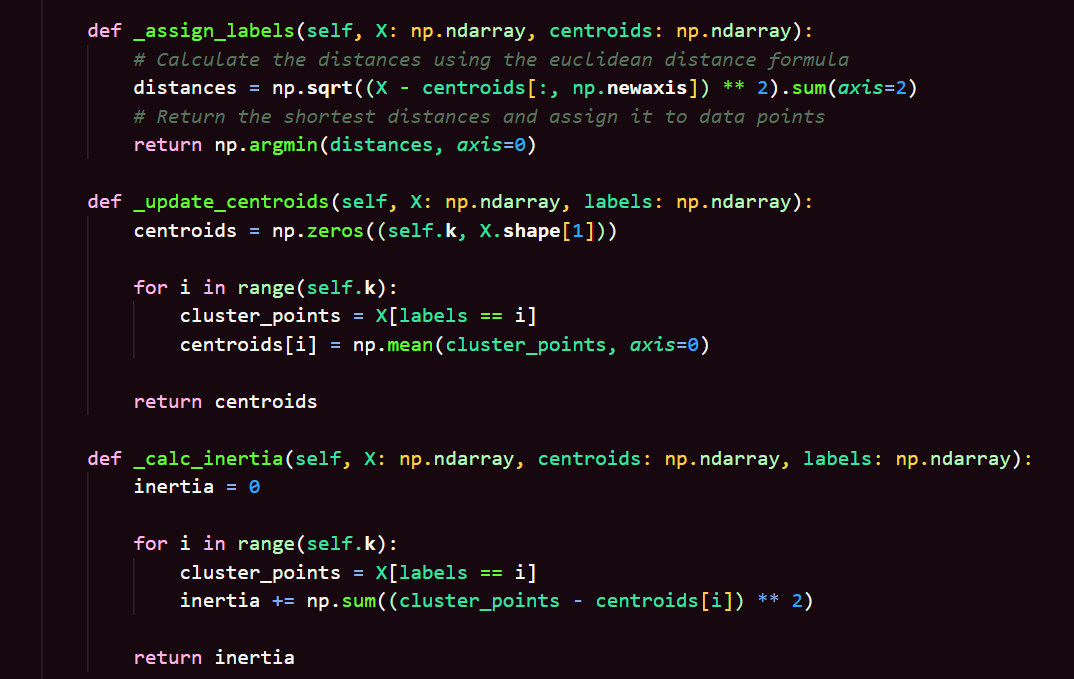 def _assign_labels(self, X: np.ndarray, centroids: np.ndarray):
# Calculate the distances using the euclidean distance formula
distances = np.sqrt((X - centroids[:, np.newaxis]) ** 2).sum(axis=2)
# Return the shortest distances and assign it to data points
return np.argmin(distances, axis=0)
def _update_centroids(self, X: np.ndarray, labels: np.ndarray):
centroids = np.zeros((self.k, X.shape[1]))
for i in range(self.k):
cluster_points = X[labels == i]
centroids[i] = np.mean(cluster_points, axis=0)
return centroids
def _calc_inertia(self, X: np.ndarray, centroids: np.ndarray, labels: np.ndarray):
inertia = 0
for i in range(self.k):
cluster_points = X[labels == i]
inertia += np.sum((cluster_points - centroids[i]) ** 2)
return inertia